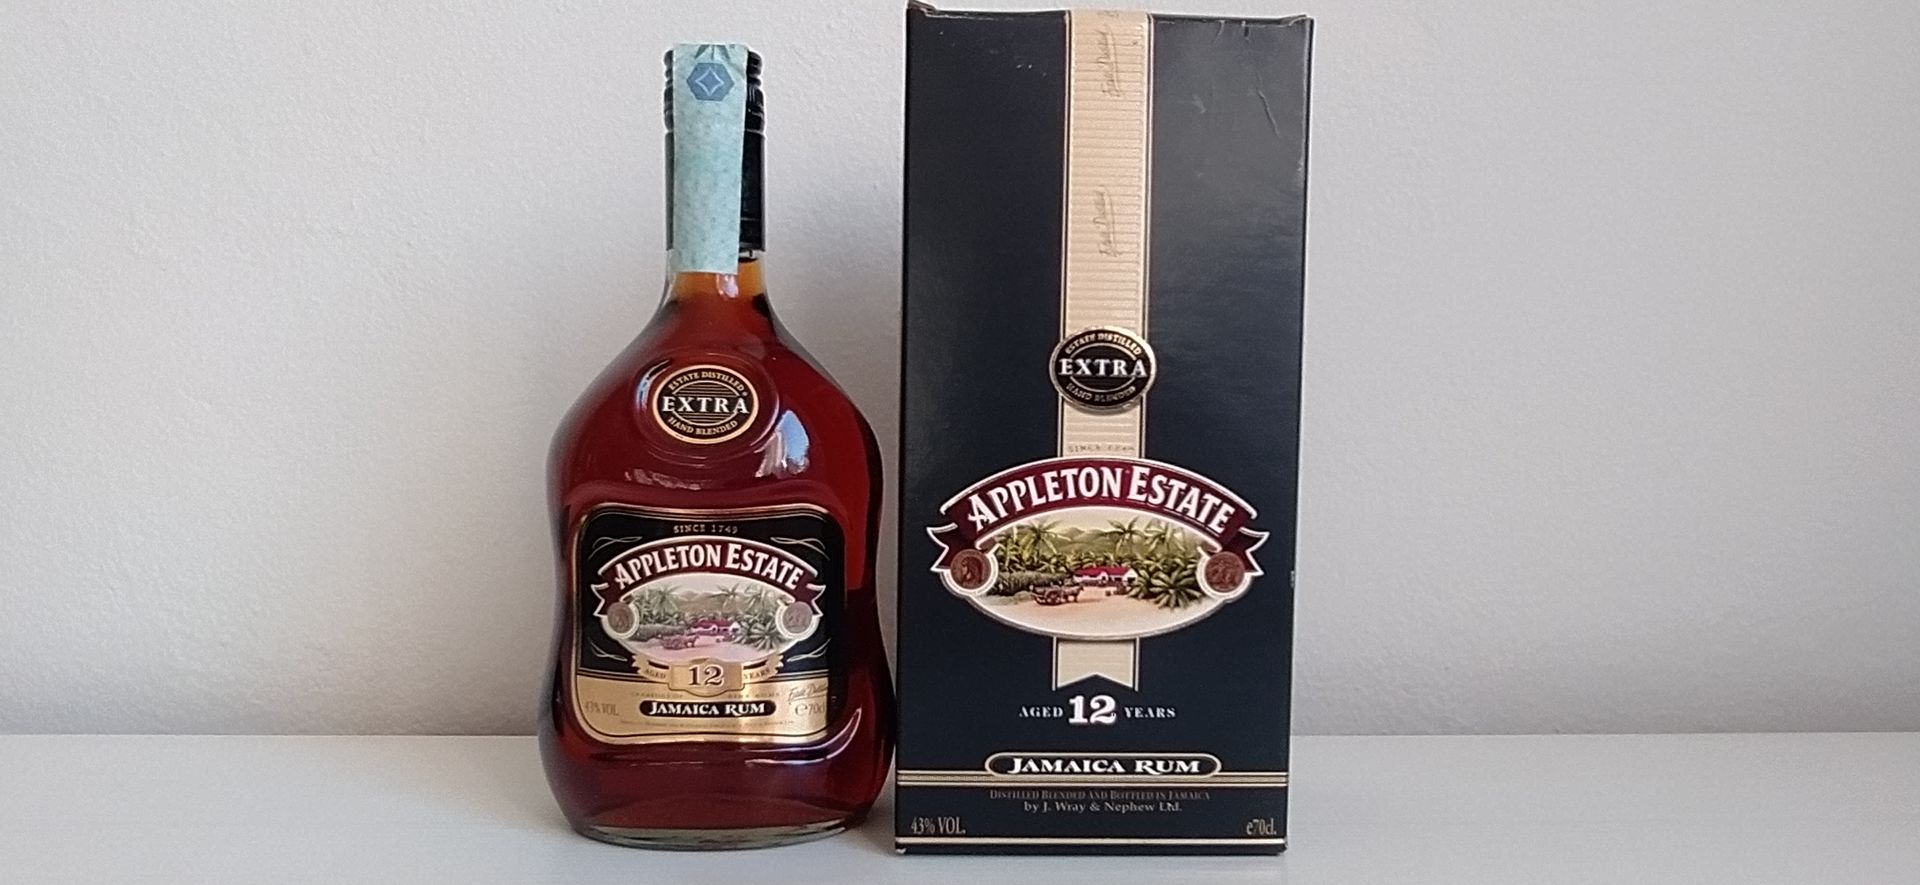 ESTATE DISTILLED
EXTRA
HAND BLENDED
SINCE 1749
APPLETON ESTATE
AGED 12 YEARS
43% VOL.
JAMAICA RUM
e70cl
ESTATE DISTILLED
EXTRA
HAND BLENDED
SINCE 1749
APPLETON ESTATE
AGED 12 YEARS
JAMAICA RUM
DISTILLED BLENDED AND BOTTLED IN JAMAICA
by J. Wray & Nephew Ltd.
43% VOL.
e70cl.